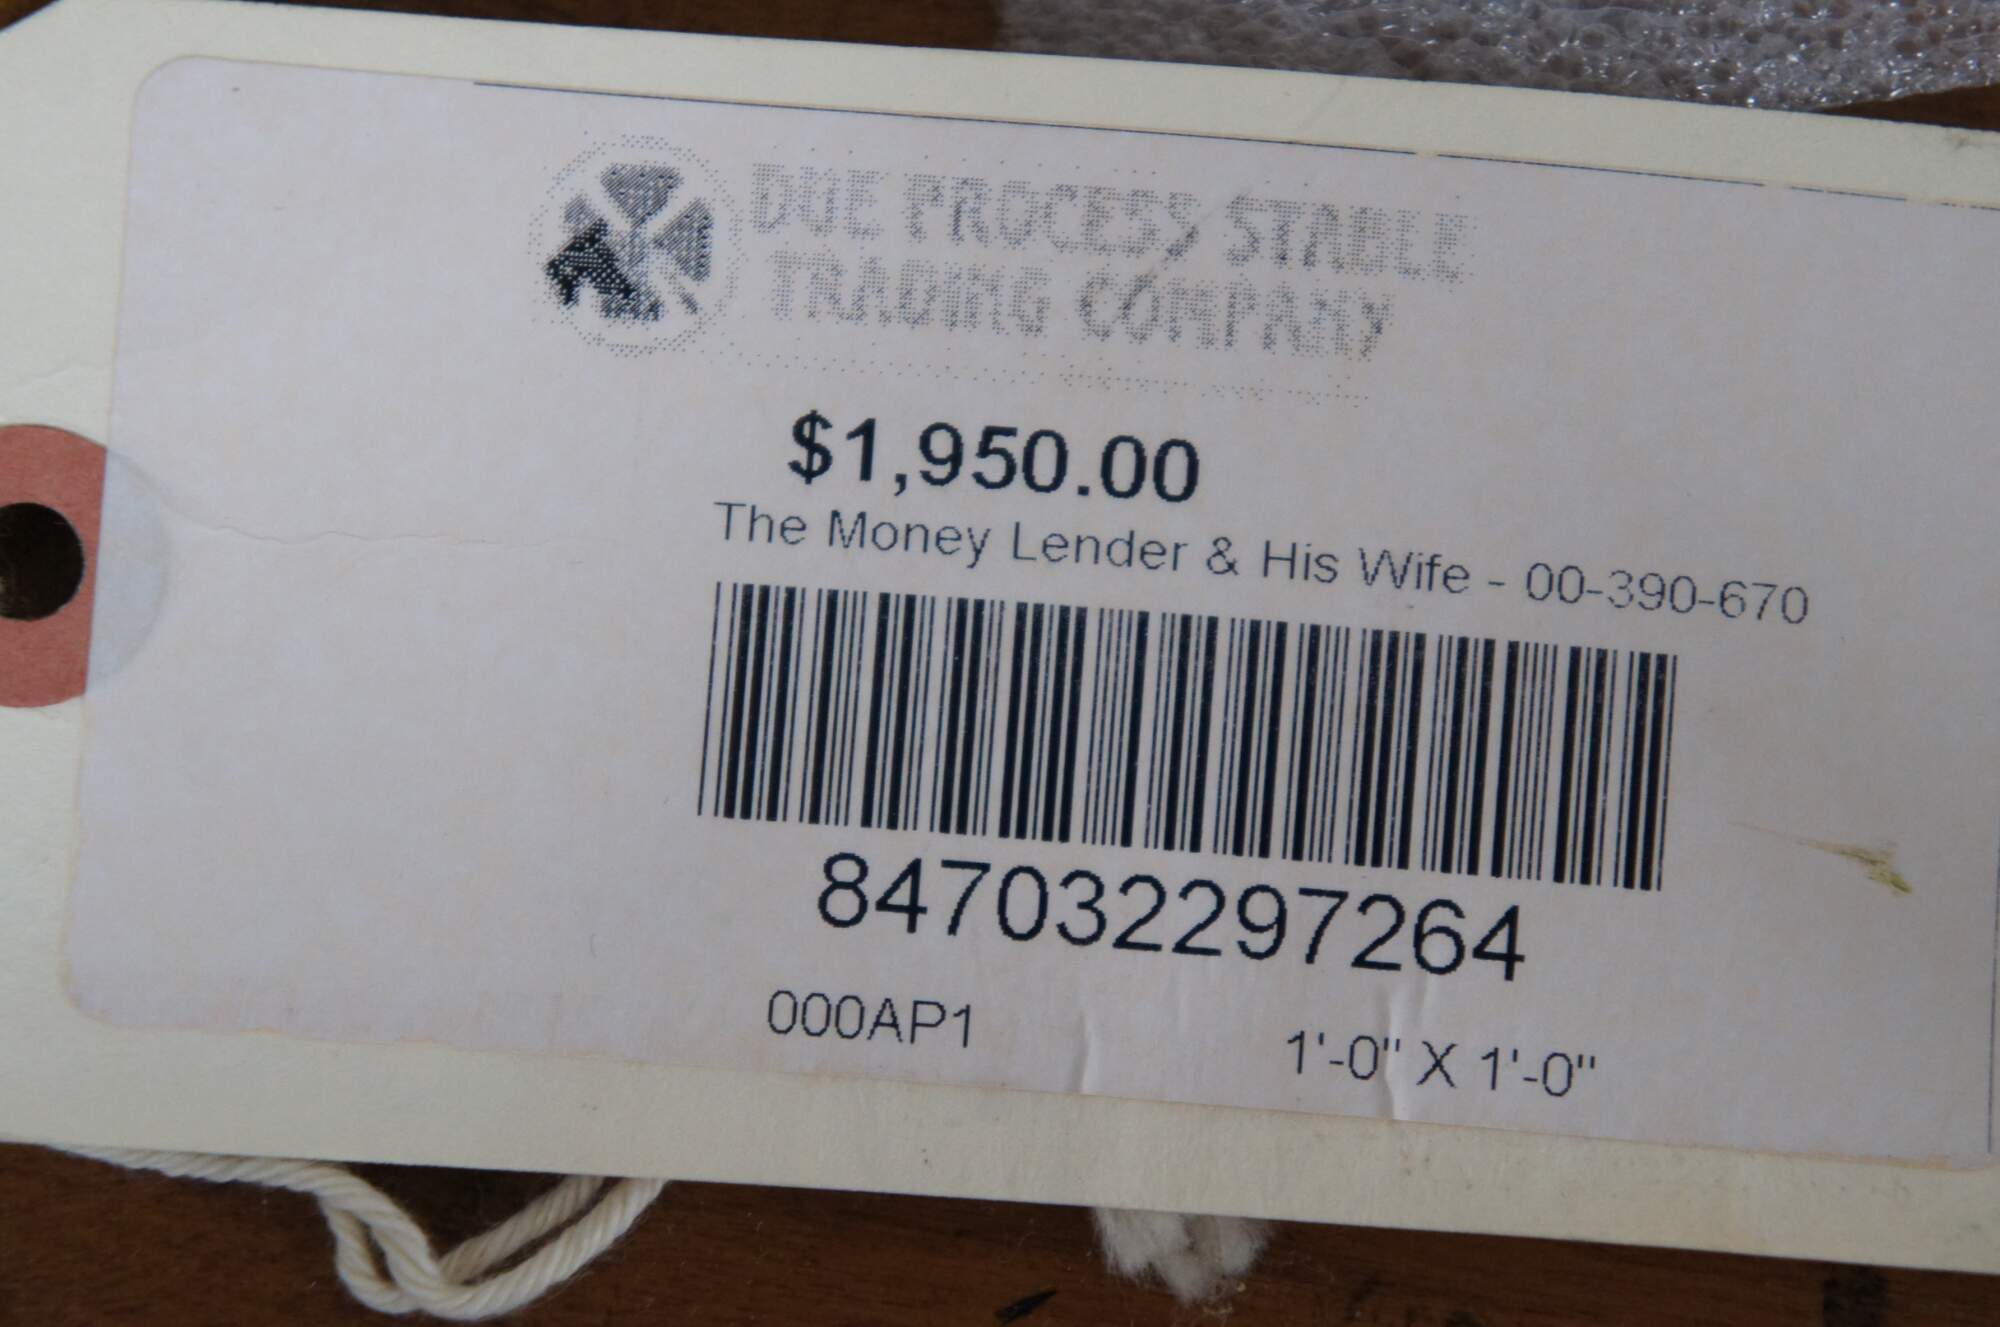 DUE PROCESS STABLE
TRADING COMPANY
$1,950.00
The Money Lender & His Wife - 00-390-670
847032297264
000AP1
1'-0" X 1'-0"